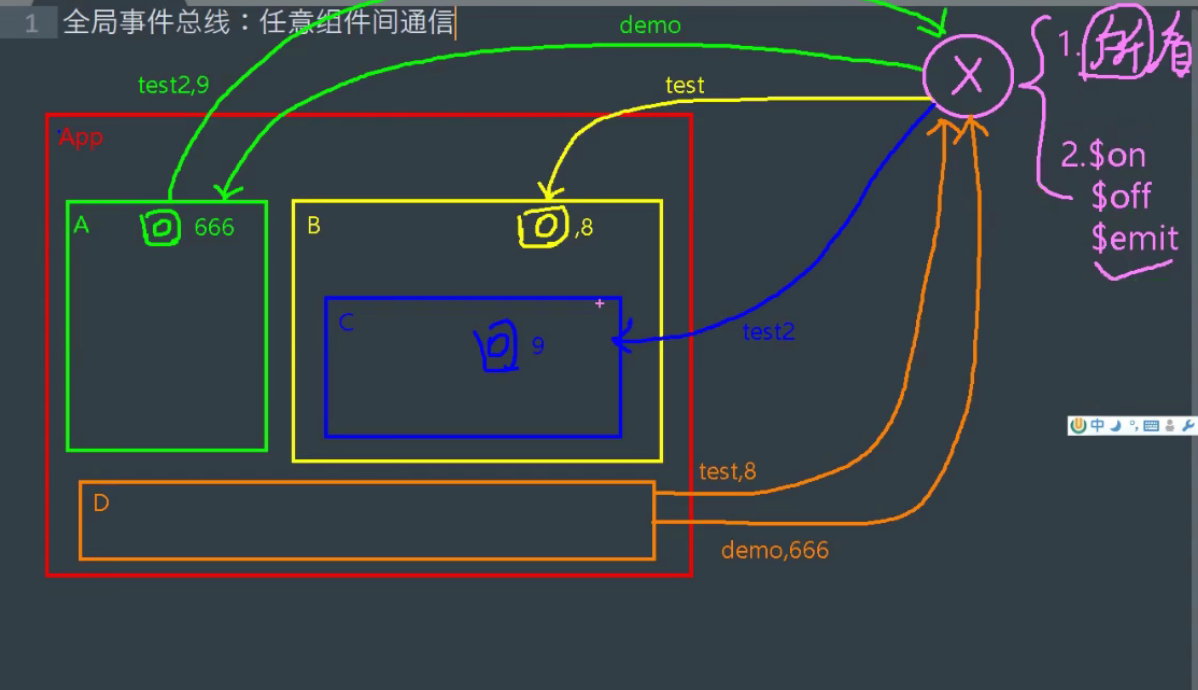 1 全局事件总线：任意组件间通信
demo
test2,9
test
App
A
666
B
,8
C
9
test2
D
test,8
demo,666
X
1.所有
2.$on
$off
$emit
中